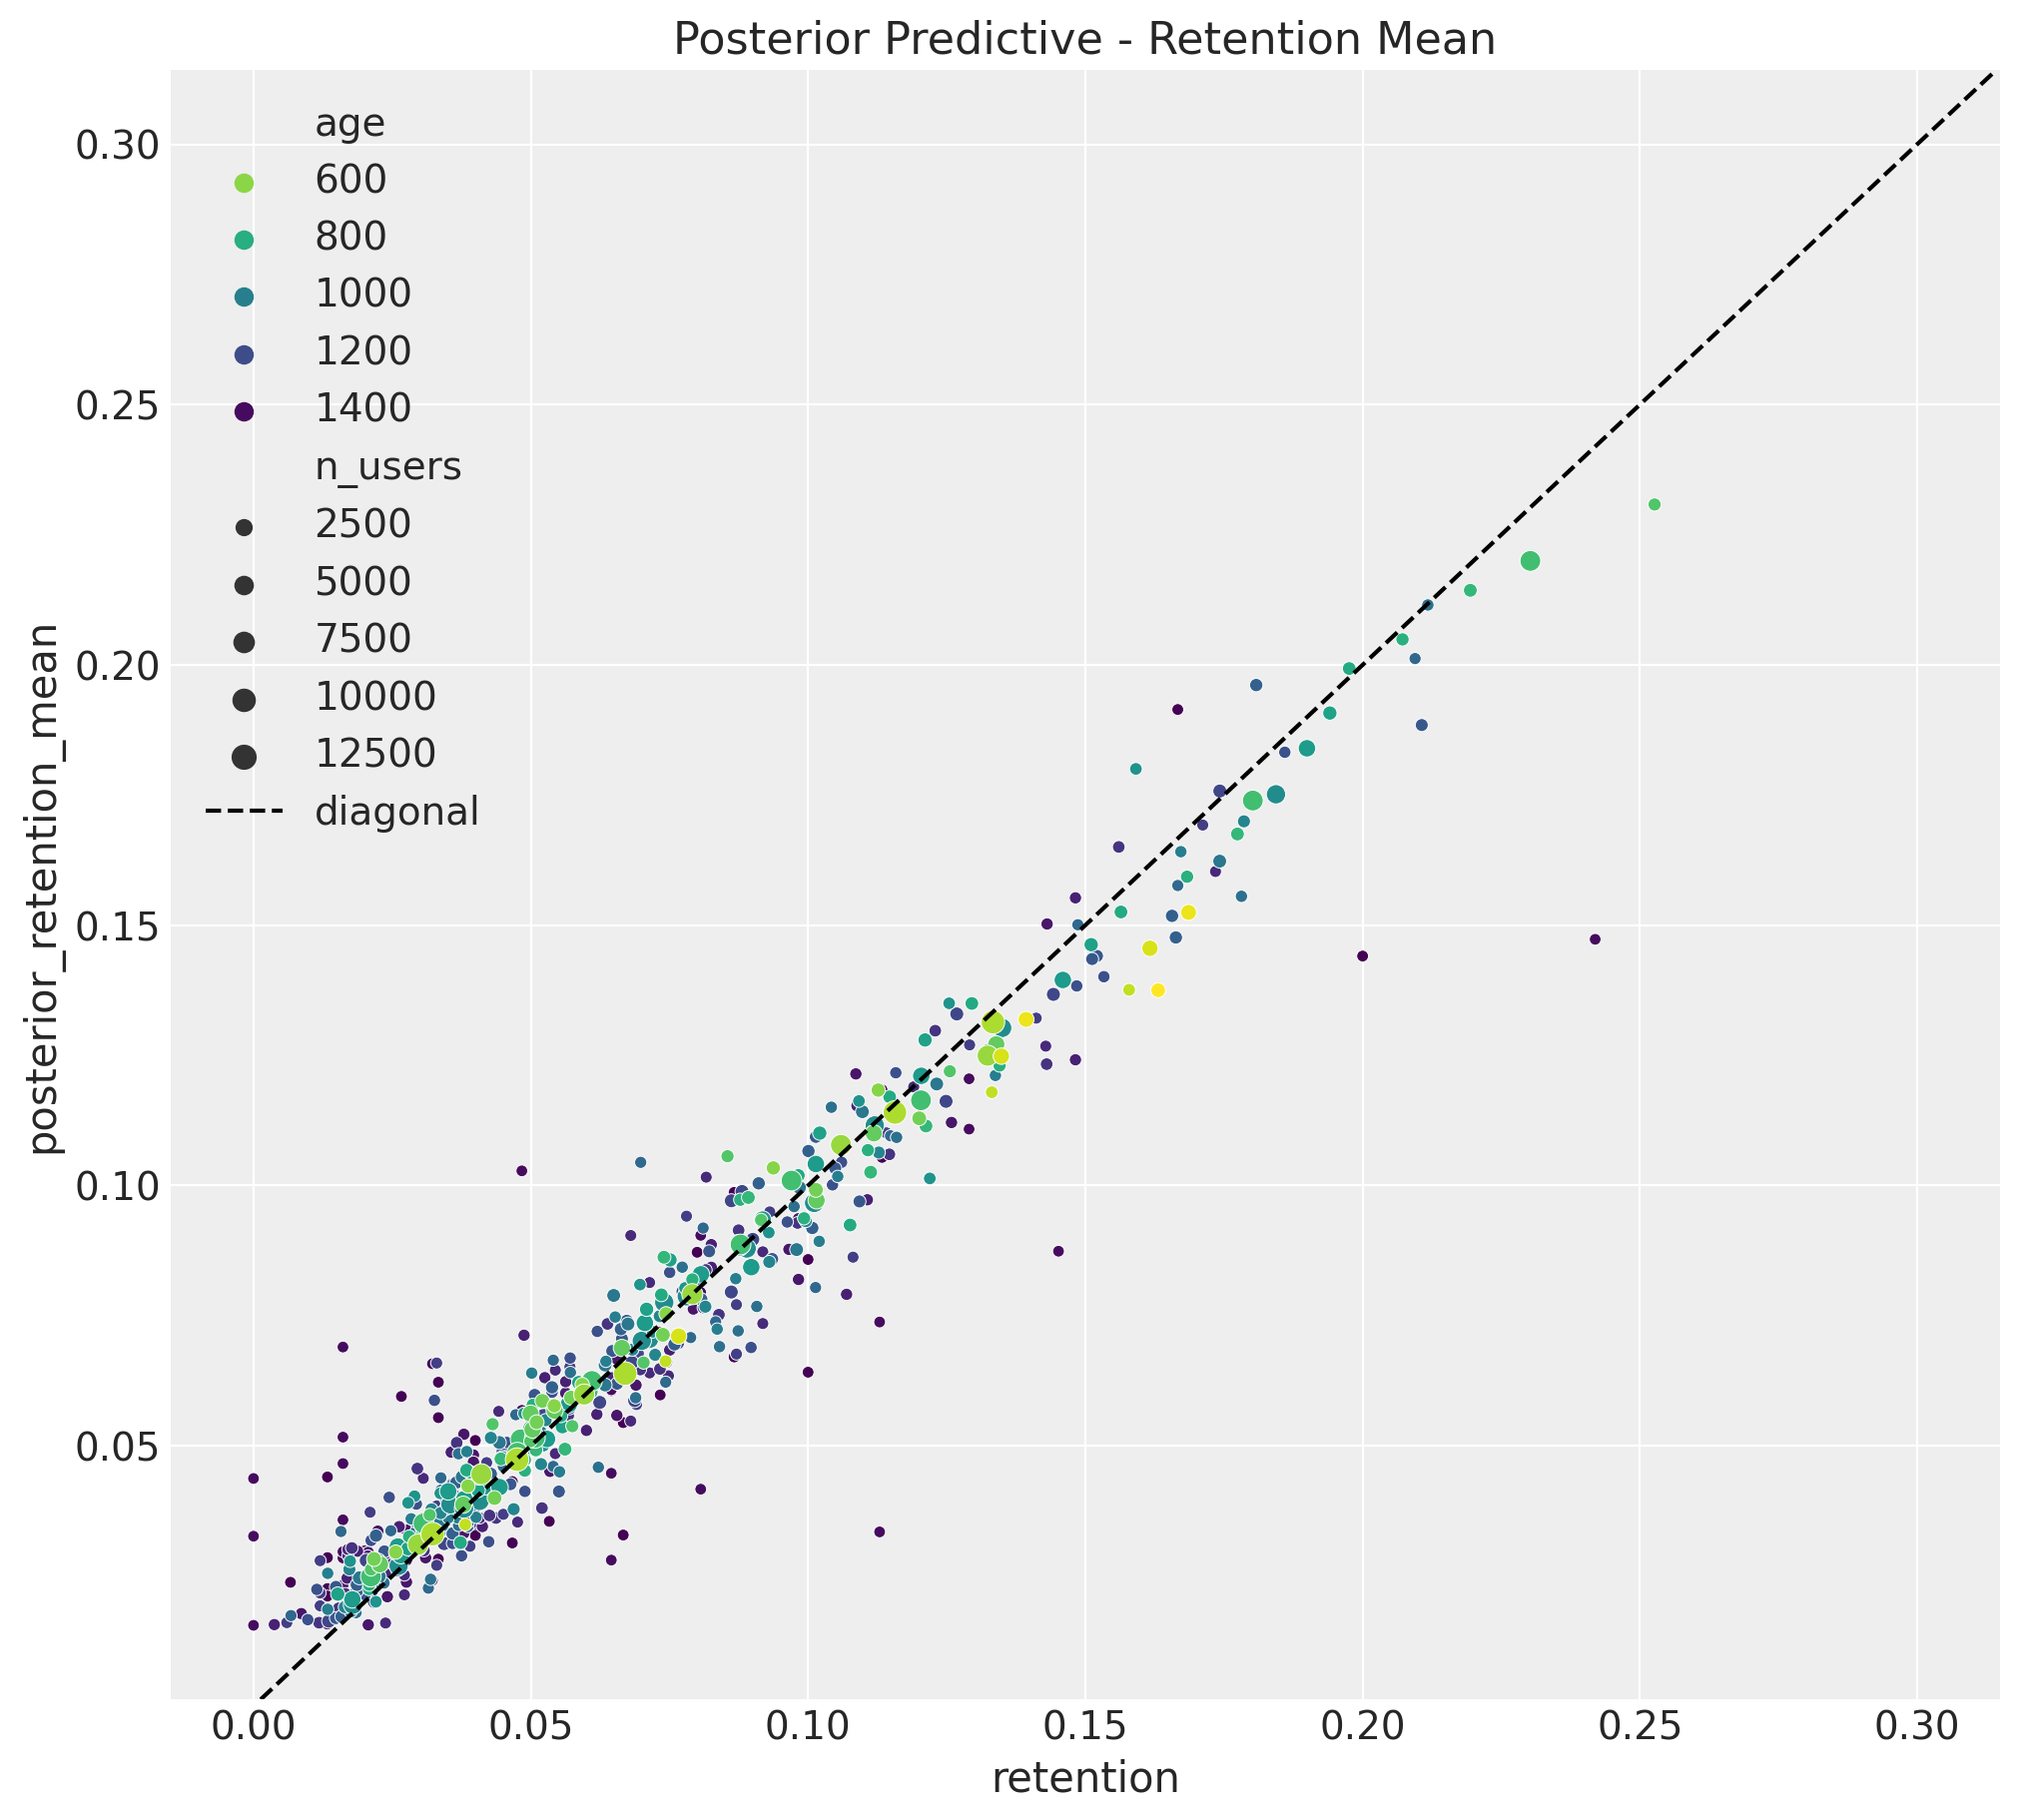 Posterior Predictive - Retention Mean
age
600
800
1000
1200
1400
n_users
2500
5000
7500
10000
12500
diagonal
0.30
0.25
0.20
0.15
0.10
0.05
posterior_retention_mean
0.00 0.05 0.10 0.15 0.20 0.25 0.30
retention